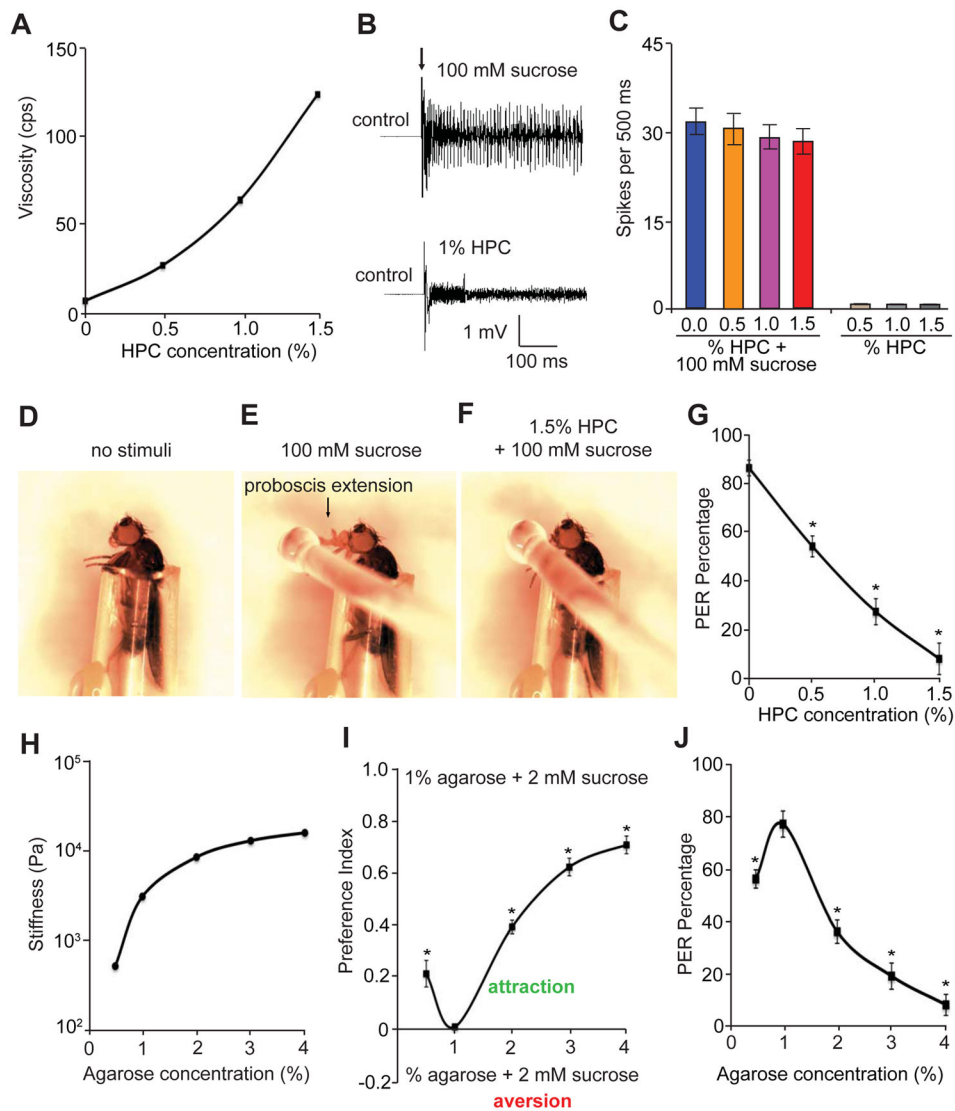 A
150
100
50
0
Viscosity (cps)
0 0.5 1.0 1.5
HPC concentration (%)
B
100 mM sucrose
control
1% HPC
control
1 mV
100 ms
C
45
30
15
0
Spikes per 500 ms
0.0 0.5 1.0 1.5 0.5 1.0 1.5
% HPC +
100 mM sucrose
% HPC
D
no stimuli
E
100 mM sucrose
proboscis extension
F
1.5% HPC
+ 100 mM sucrose
G
100
80
60
40
20
0
PER Percentage
*
*
*
0 0.5 1.0 1.5
HPC concentration (%)
H
10⁵
10⁴
10³
10²
Stiffness (Pa)
0 1 2 3 4
Agarose concentration (%)
I
1.0
0.8
0.6
0.4
0.2
0
-0.2
Preference Index
1% agarose + 2 mM sucrose
*
*
*
*
attraction
1 2 3 4
% agarose + 2 mM sucrose
aversion
J
100
80
60
40
20
0
PER Percentage
*
*
*
*
0 1 2 3 4
Agarose concentration (%)